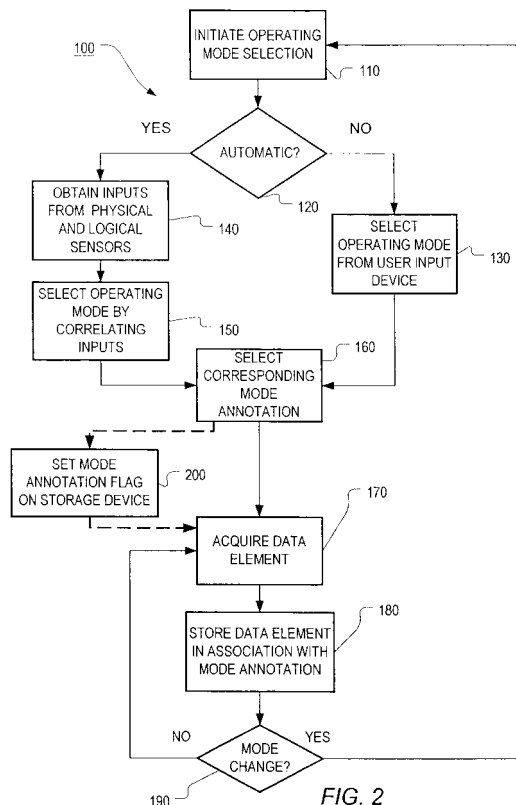 100
INITIATE OPERATING
MODE SELECTION
110
YES
NO
AUTOMATIC?
120
OBTAIN INPUTS
FROM PHYSICAL
AND LOGICAL
SENSORS
140
SELECT
OPERATING MODE
FROM USER INPUT
DEVICE
130
SELECT OPERATING
MODE BY
CORRELATING
INPUTS
150
SELECT
CORRESPONDING
MODE
ANNOTATION
160
SET MODE
ANNOTATION FLAG
ON STORAGE DEVICE
200
ACQUIRE DATA
ELEMENT
170
STORE DATA ELEMENT
IN ASSOCIATION WITH
MODE ANNOTATION
180
NO
YES
MODE
CHANGE?
190
FIG. 2